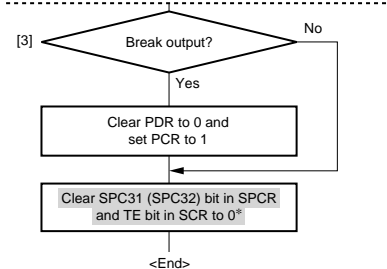 [3]
Break output?
No
Yes
Clear PDR to 0 and
set PCR to 1
Clear SPC31 (SPC32) bit in SPCR
and TE bit in SCR to 0*
<End>